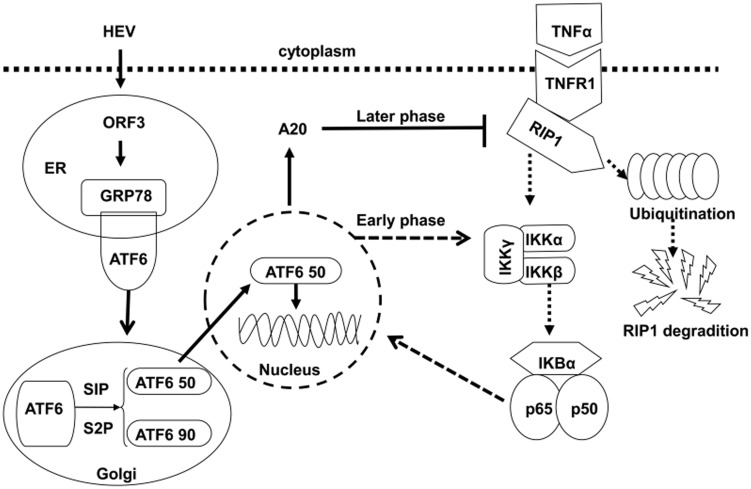 HEV
cytoplasm
TNFα
TNFR1
RIP1
ORF3
ER
GRP78
ATF6
A20
Later phase
Early phase
Ubiquitination
RIP1 degradition
IKKγ
IKKα
IKKβ
ATF6 50
Nucleus
IKBα
p65
p50
ATF6
SIP
S2P
ATF6 50
ATF6 90
Golgi